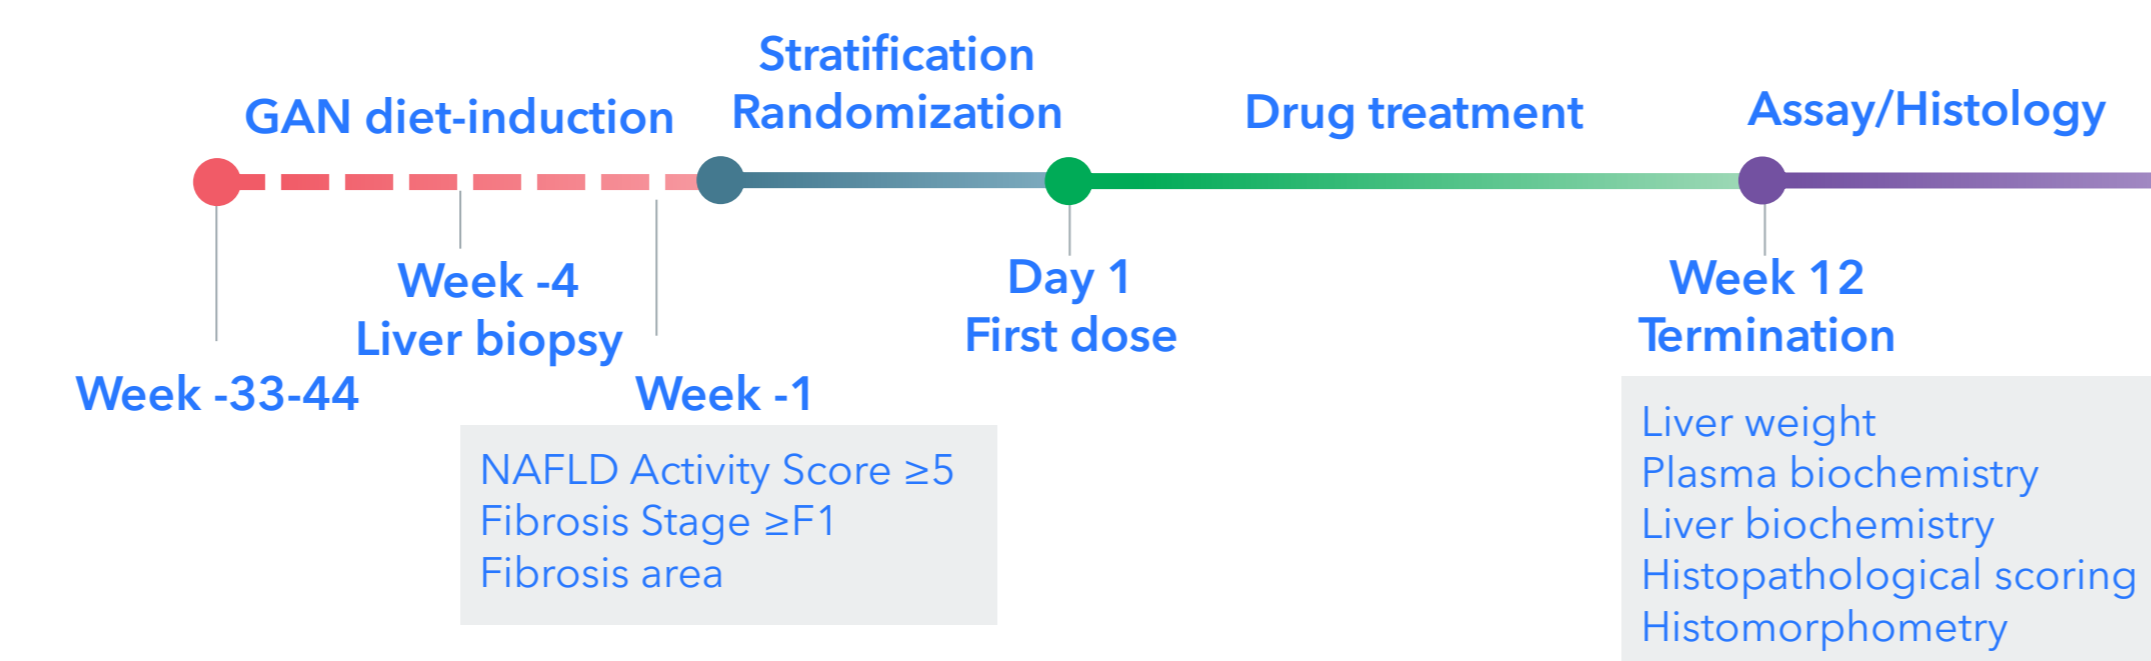 GAN diet-induction
Stratification
Randomization
Drug treatment
Assay/Histology
Week -33-44
Week -4
Liver biopsy
Week -1
NAFLD Activity Score ≥5
Fibrosis Stage ≥F1
Fibrosis area
Day 1
First dose
Week 12
Termination
Liver weight
Plasma biochemistry
Liver biochemistry
Histopathological scoring
Histomorphometry